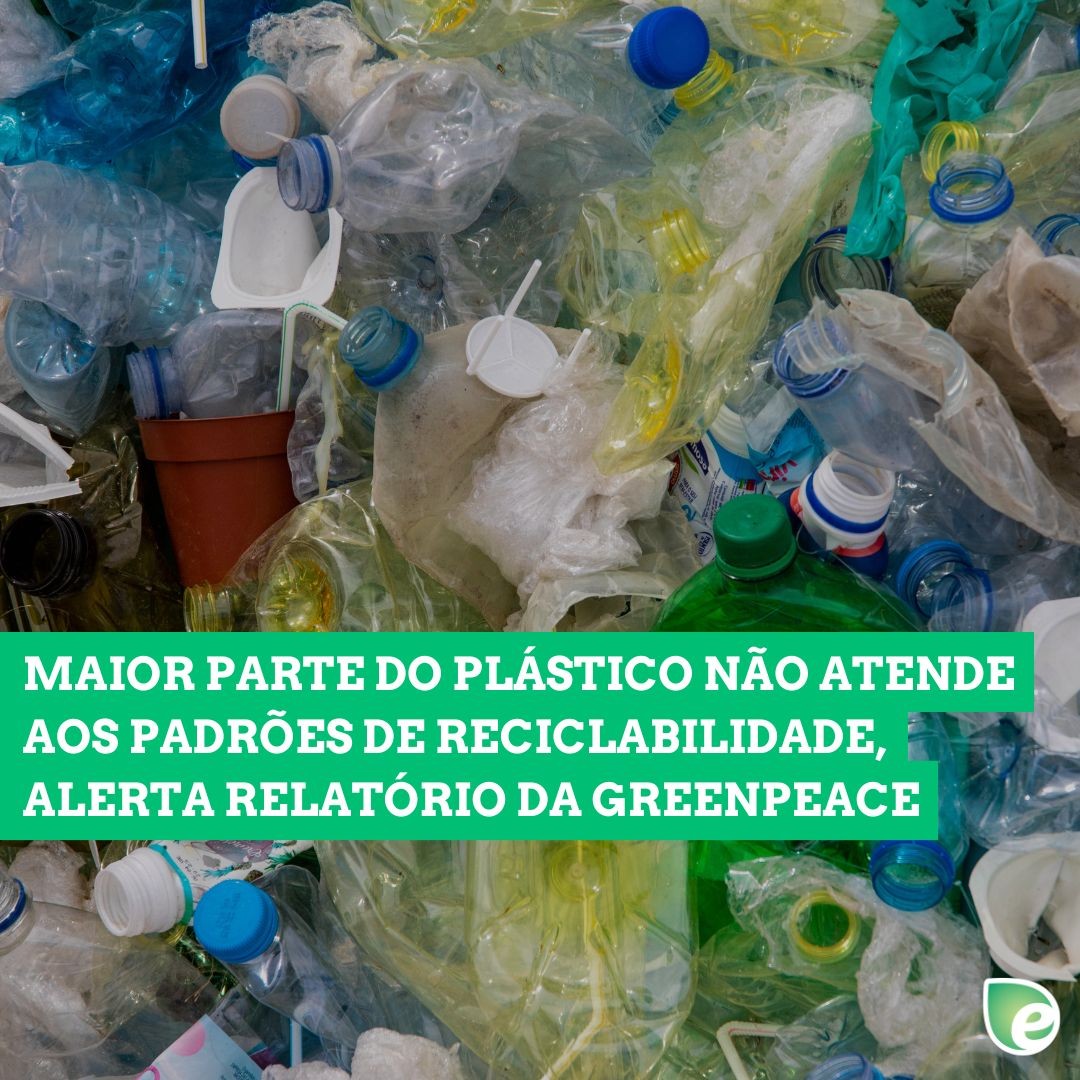 MAIOR PARTE DO PLÁSTICO NÃO ATENDE
AOS PADRÕES DE RECICLABILIDADE,
ALERTA RELATÓRIO DA GREENPEACE
e